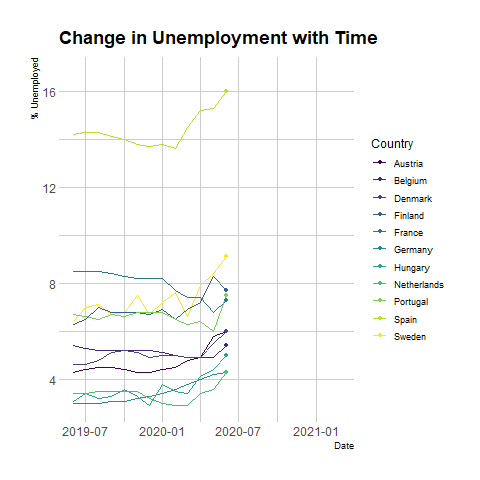 Change in Unemployment with Time
% Unemployed
16
12
8
4
2019-07
2020-01
2020-07
2021-01
Date
Country
Austria
Belgium
Denmark
Finland
France
Germany
Hungary
Netherlands
Portugal
Spain
Sweden